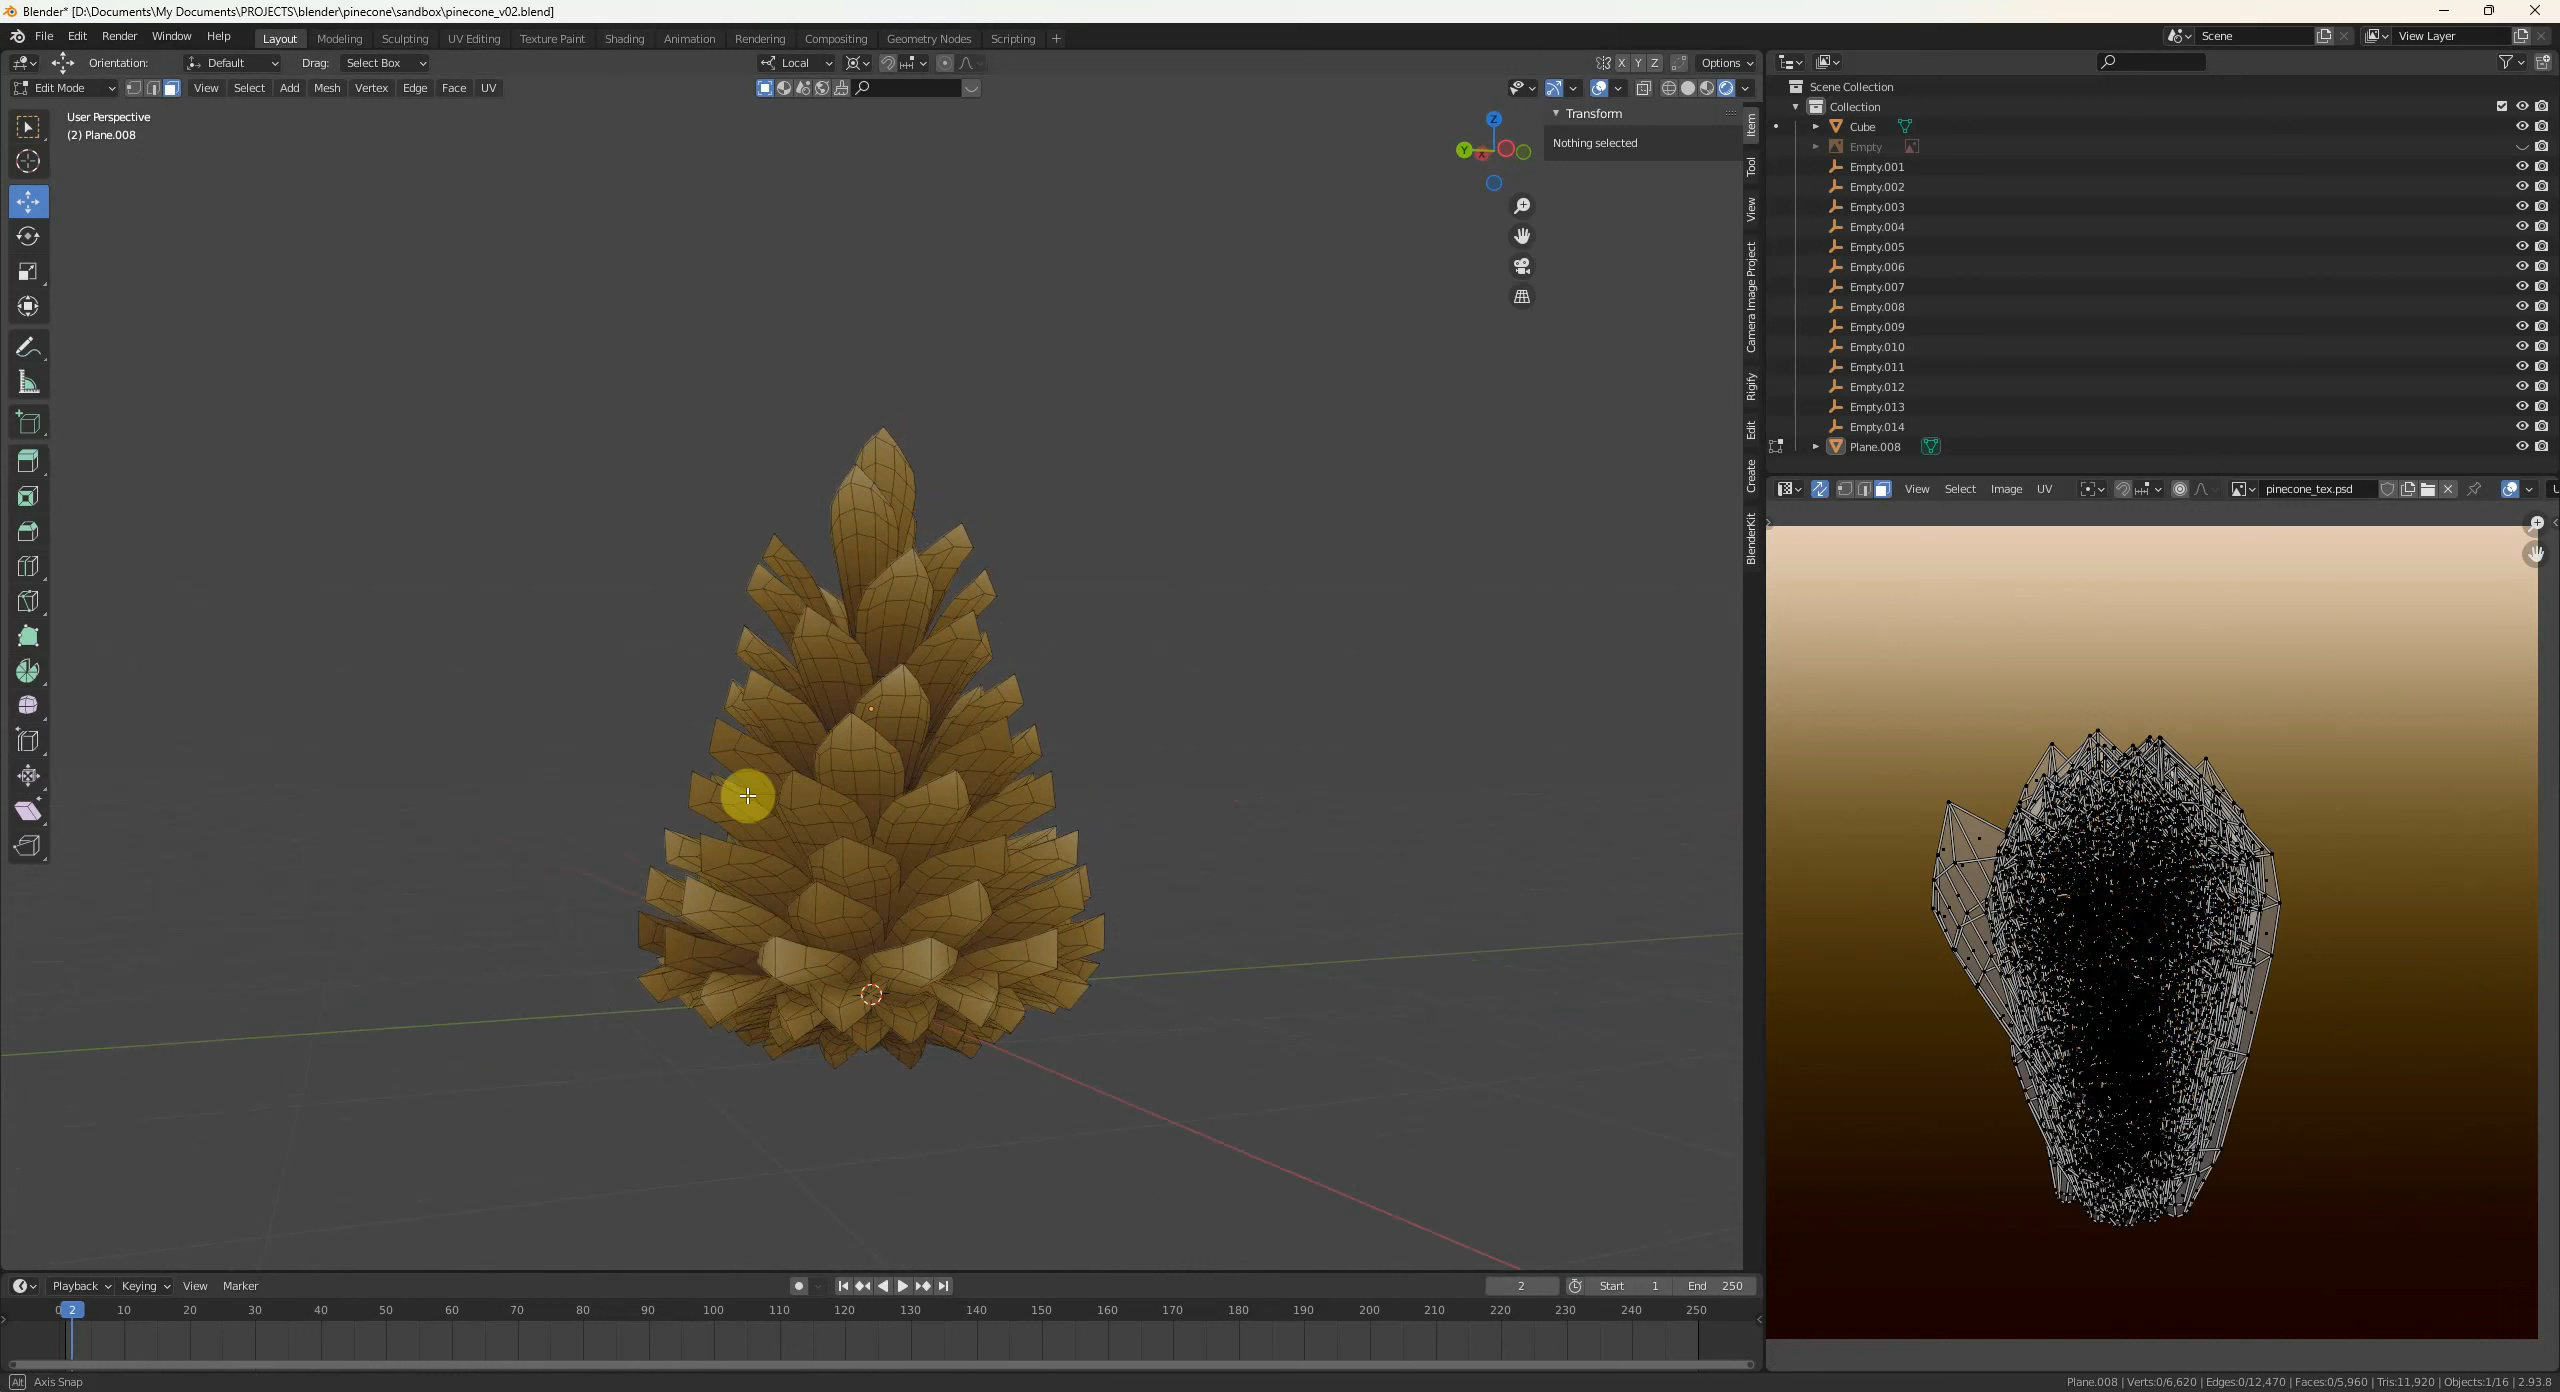 Blender* [D:\Documents\My Documents\PROJECTS\blender\pinecone\sandbox\pinecone_v02.blend]
File Edit Render Window Help Layout Modeling Sculpting UV Editing Texture Paint Shading Animation Rendering Compositing Geometry Nodes Scripting + Scene View Layer
Orientation: Default Drag: Select Box Local X Y Z Options
Edit Mode View Select Add Mesh Vertex Edge Face UV
User Perspective
(2) Plane.008
Z
Y
X
Transform
Nothing selected
Item
Tool
View
Camera Image Project
Rigify
Edit
Create
BlenderKit
Scene Collection
Collection
Cube
Empty
Empty.001
Empty.002
Empty.003
Empty.004
Empty.005
Empty.006
Empty.007
Empty.008
Empty.009
Empty.010
Empty.011
Empty.012
Empty.013
Empty.014
Plane.008
View Select Image UV pinecone_tex.psd
Playback Keying View Marker 2 Start 1 End 250
0 2 10 20 30 40 50 60 70 80 90 100 110 120 130 140 150 160 170 180 190 200 210 220 230 240 250
Alt Axis Snap
Plane.008 | Verts:0/6,620 | Edges:0/12,470 | Faces:0/5,960 | Tris:11,920 | Objects:1/16 | 2.93.8